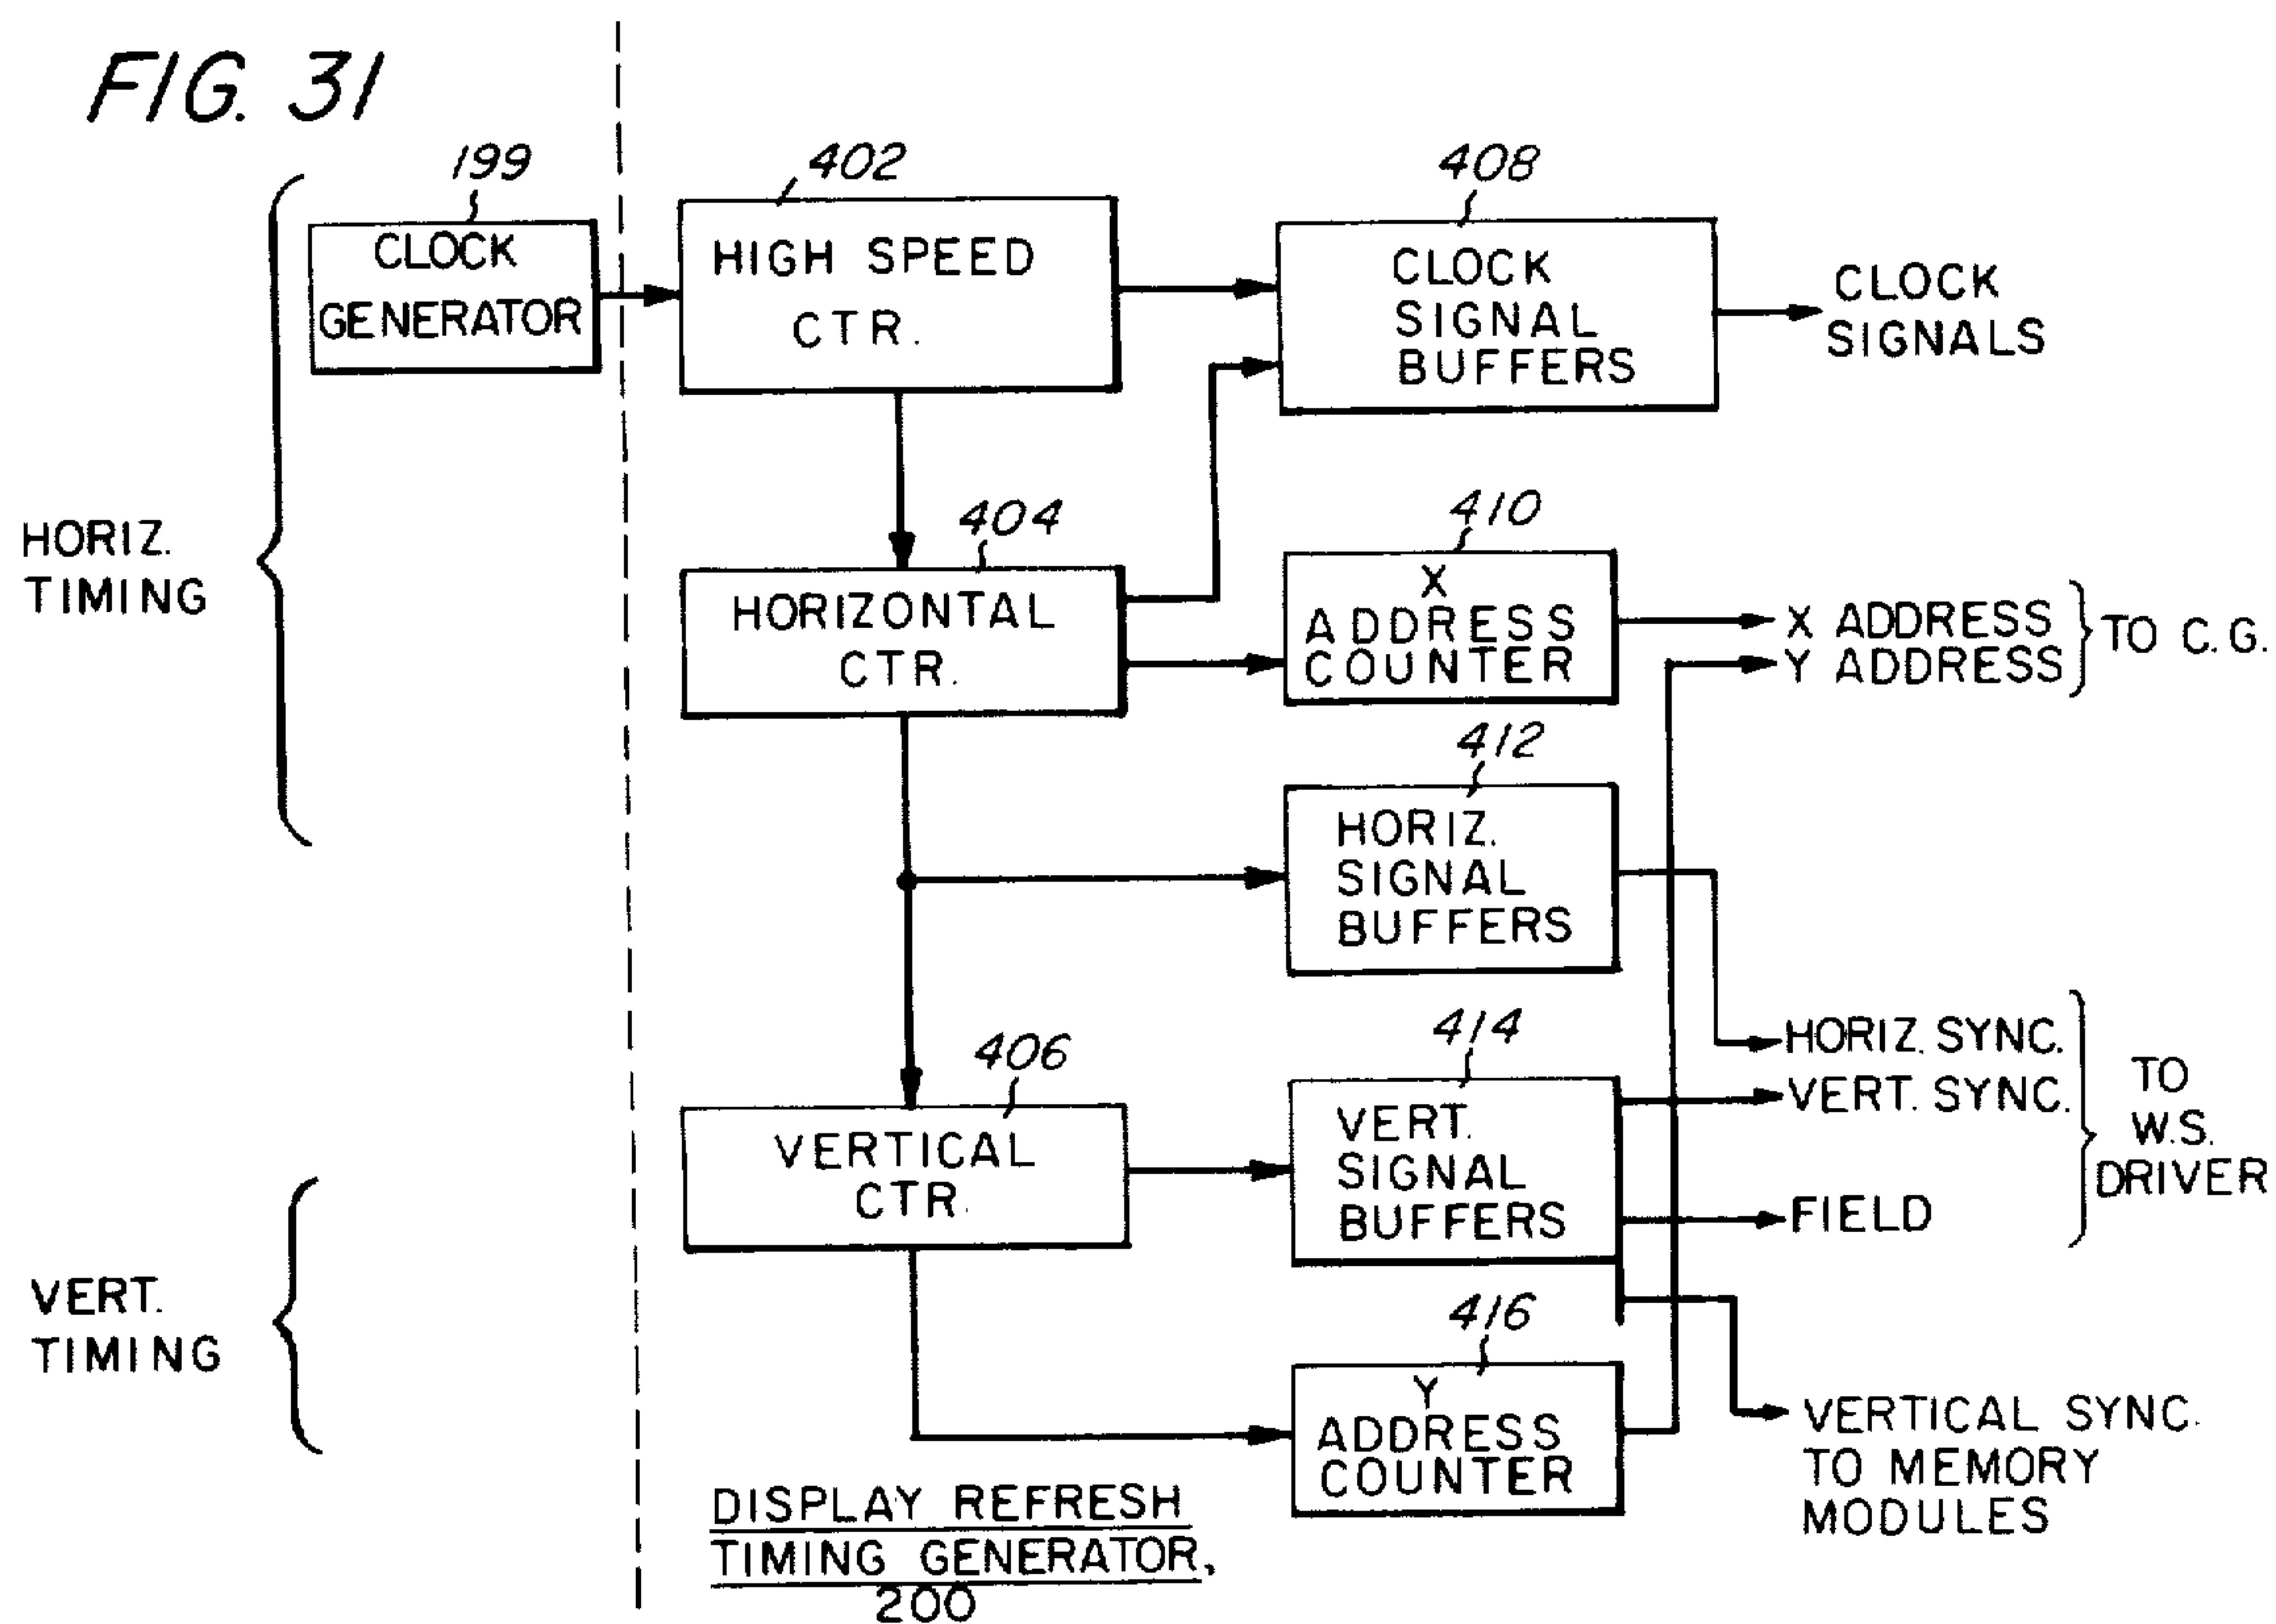 FIG. 31
199
402
408
CLOCK
GENERATOR
HIGH SPEED
CTR.
CLOCK
SIGNAL
BUFFERS
CLOCK
SIGNALS
HORIZ.
TIMING
404
410
HORIZONTAL
CTR.
X
ADDRESS
COUNTER
X ADDRESS
Y ADDRESS
TO C.G.
412
HORIZ.
SIGNAL
BUFFERS
406
414
VERTICAL
CTR.
VERT.
SIGNAL
BUFFERS
HORIZ. SYNC.
VERT. SYNC.
FIELD
TO
W.S.
DRIVER
VERT.
TIMING
416
Y
ADDRESS
COUNTER
VERTICAL SYNC.
TO MEMORY
MODULES
DISPLAY REFRESH
TIMING GENERATOR,
200